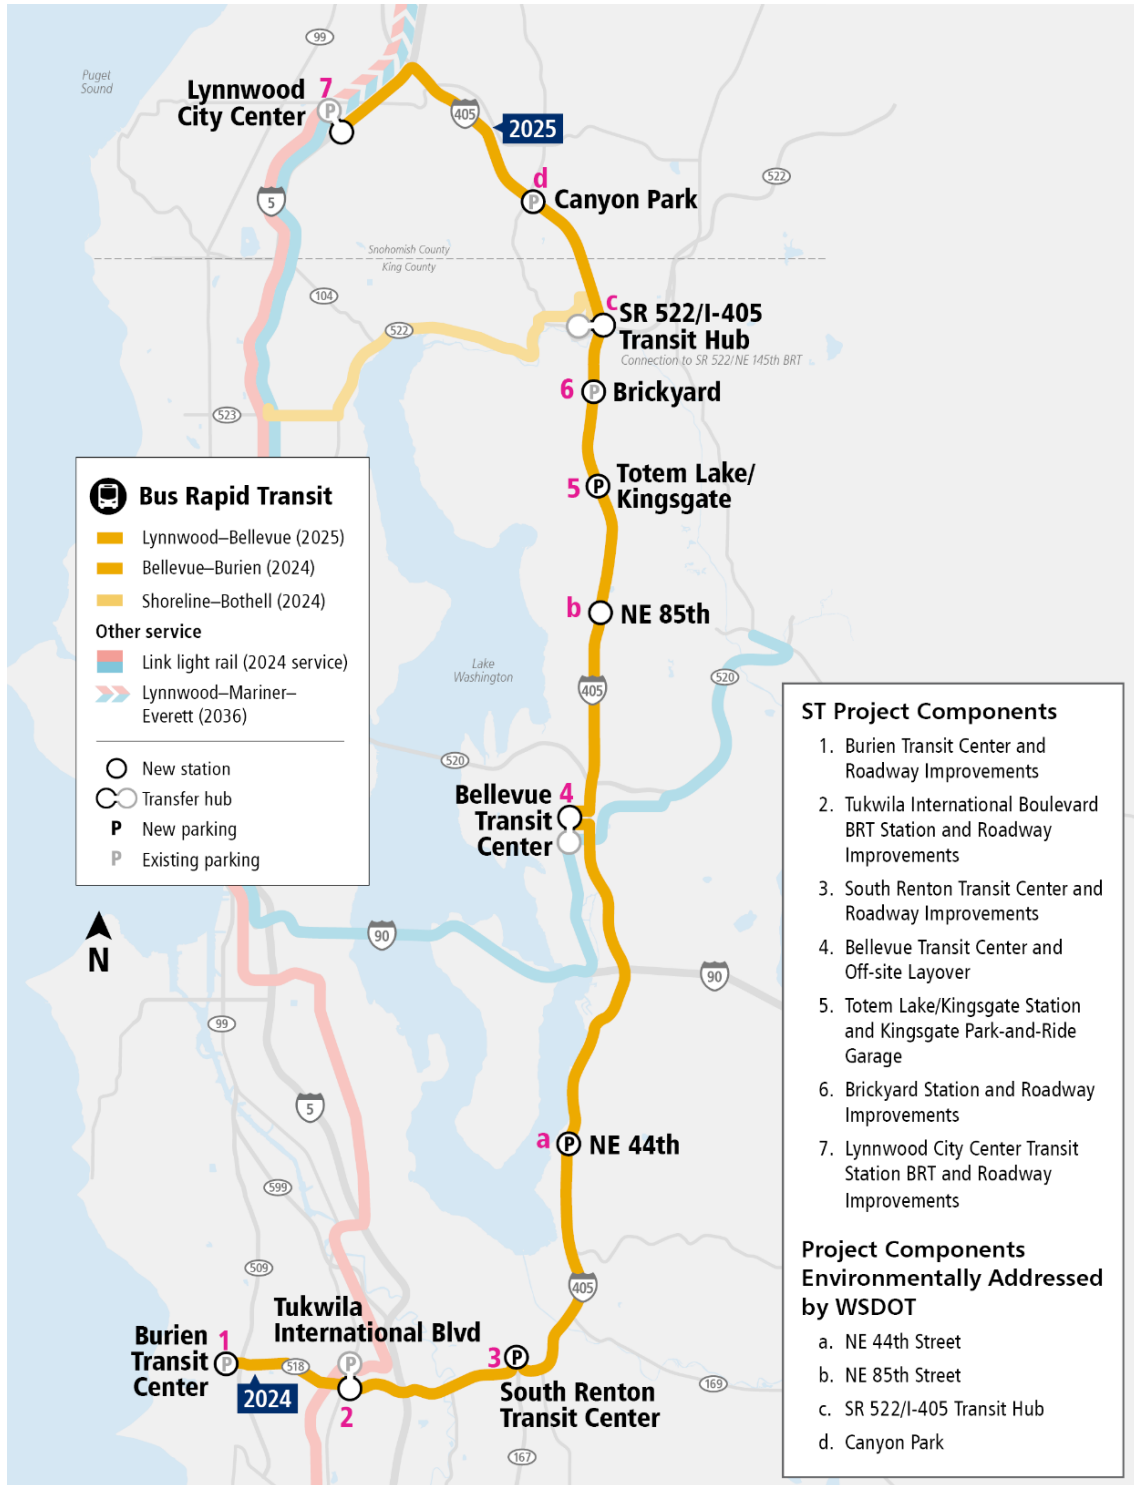 99
Puget
Sound
7
Lynnwood
City Center
P
405
2025
d
P
Canyon Park
522
5
Snohomish County
King County
104
c
SR 522/I-405
Transit Hub
Connection to SR 522/NE 145th BRT
522
6
P
Brickyard
523
Totem Lake/
Kingsgate
5
P
Bus Rapid Transit
Lynnwood–Bellevue (2025)
Bellevue–Burien (2024)
Shoreline–Bothell (2024)
Other service
Link light rail (2024 service)
Lynnwood–Mariner–
Everett (2036)
New station
Transfer hub
P New parking
P Existing parking
b
NE 85th
Lake
Washington
405
520
520
Bellevue
Transit
Center
4
N
90
90
99
5
a
P
NE 44th
599
509
405
Tukwila
International Blvd
Burien
Transit
Center
1
P
518
P
2024
2
3
P
South Renton
Transit Center
169
167
ST Project Components
1. Burien Transit Center and
Roadway Improvements
2. Tukwila International Boulevard
BRT Station and Roadway
Improvements
3. South Renton Transit Center and
Roadway Improvements
4. Bellevue Transit Center and
Off-site Layover
5. Totem Lake/Kingsgate Station
and Kingsgate Park-and-Ride
Garage
6. Brickyard Station and Roadway
Improvements
7. Lynnwood City Center Transit
Station BRT and Roadway
Improvements
Project Components
Environmentally Addressed
by WSDOT
a. NE 44th Street
b. NE 85th Street
c. SR 522/I-405 Transit Hub
d. Canyon Park